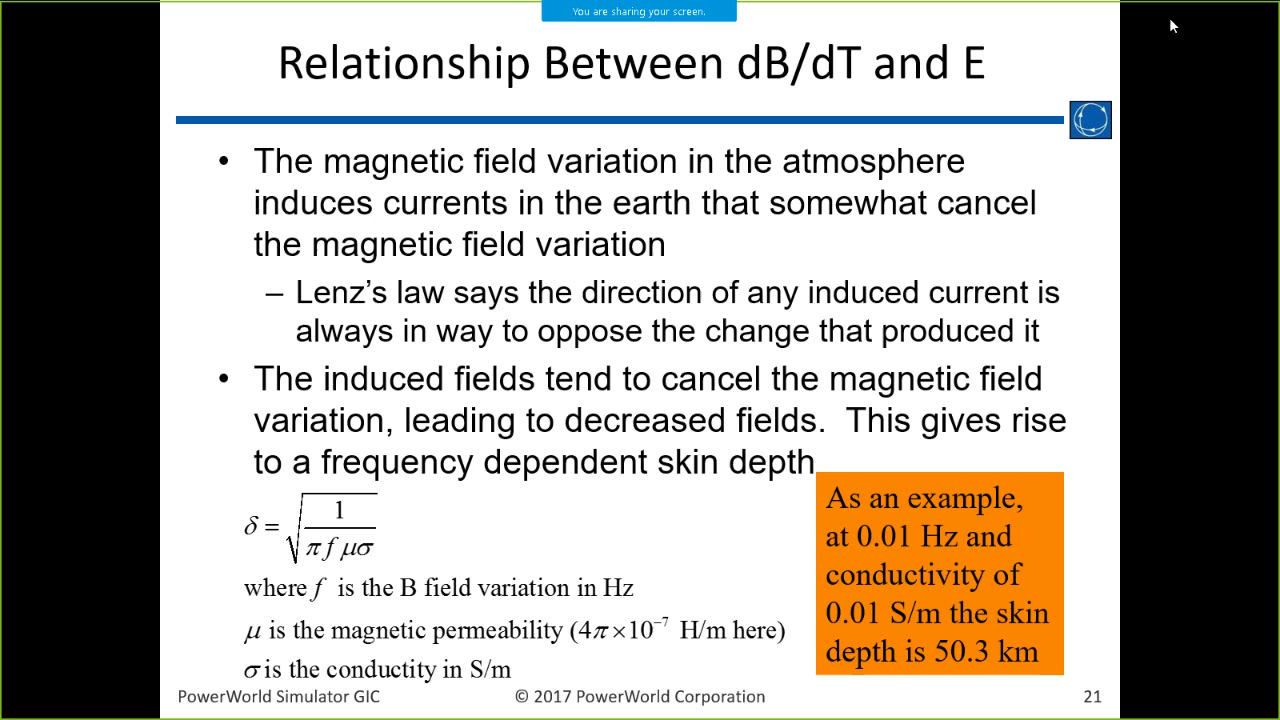 You are sharing your screen.
Relationship Between dB/dT and E
• The magnetic field variation in the atmosphere
induces currents in the earth that somewhat cancel
the magnetic field variation
– Lenz’s law says the direction of any induced current is
always in way to oppose the change that produced it
• The induced fields tend to cancel the magnetic field
variation, leading to decreased fields.  This gives rise
to a frequency dependent skin depth
δ = √(1 / (π f μσ))
where f is the B field variation in Hz
μ is the magnetic permeability (4π×10⁻⁷ H/m here)
σ is the conductity in S/m
As an example,
at 0.01 Hz and
conductivity of
0.01 S/m the skin
depth is 50.3 km
PowerWorld Simulator GIC
© 2017 PowerWorld Corporation
21